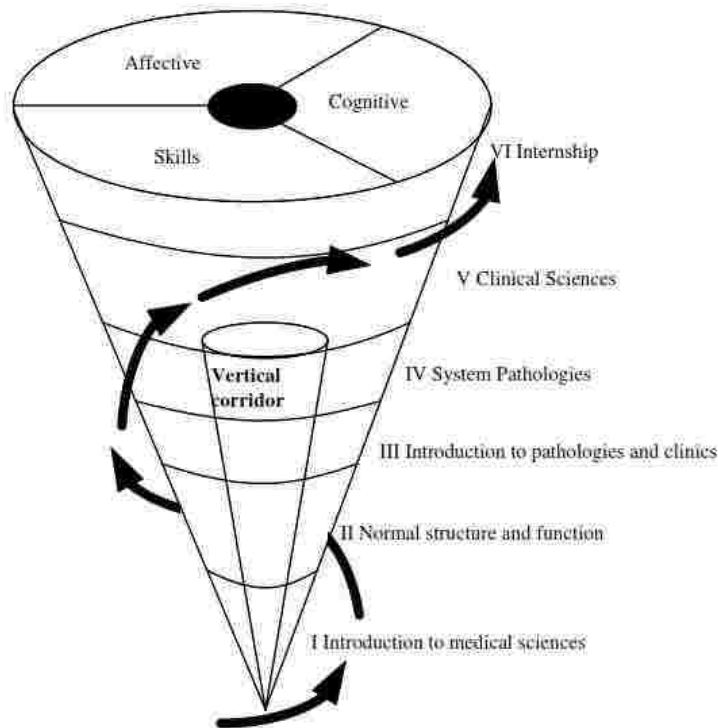 Affective
Cognitive
Skills
VI Internship
V Clinical Sciences
Vertical
corridor
IV System Pathologies
III Introduction to pathologies and clinics
II Normal structure and function
I Introduction to medical sciences